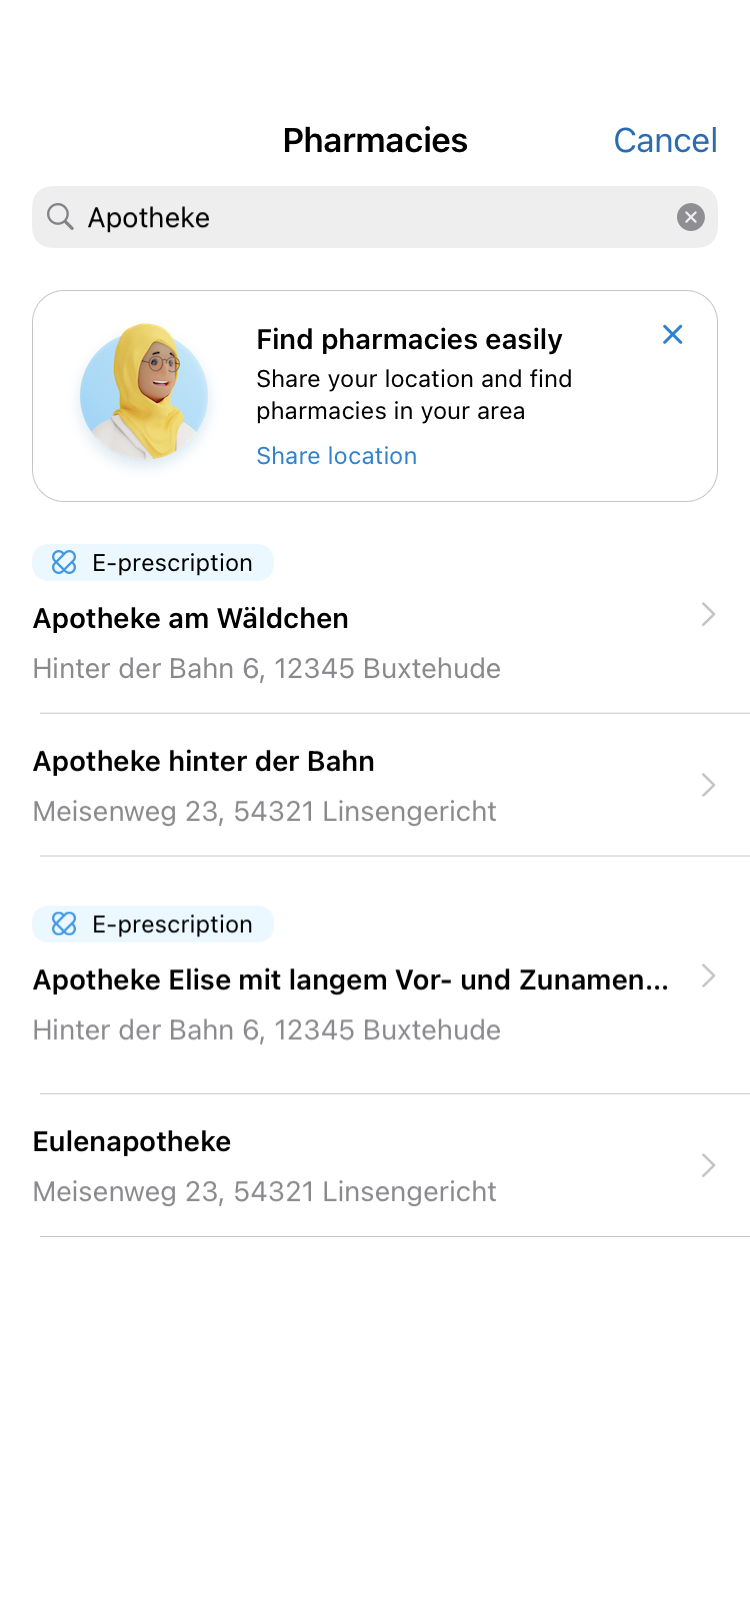 Pharmacies
Cancel
Apotheke
Find pharmacies easily
Share your location and find
pharmacies in your area
Share location
E-prescription
Apotheke am Wäldchen
Hinter der Bahn 6, 12345 Buxtehude
Apotheke hinter der Bahn
Meisenweg 23, 54321 Linsengericht
E-prescription
Apotheke Elise mit langem Vor- und Zunamen...
Hinter der Bahn 6, 12345 Buxtehude
Eulenapotheke
Meisenweg 23, 54321 Linsengericht